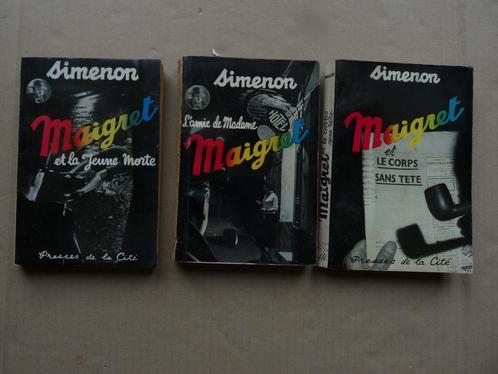 Simenon
Maigret
et la Jeune Morte
Presses de la Cité
Simenon
L'amie de Madame
Maigret
HOTEL
Maigret
Simenon
Maigret
et
LE CORPS
SANS TETE
Presses de la Cité